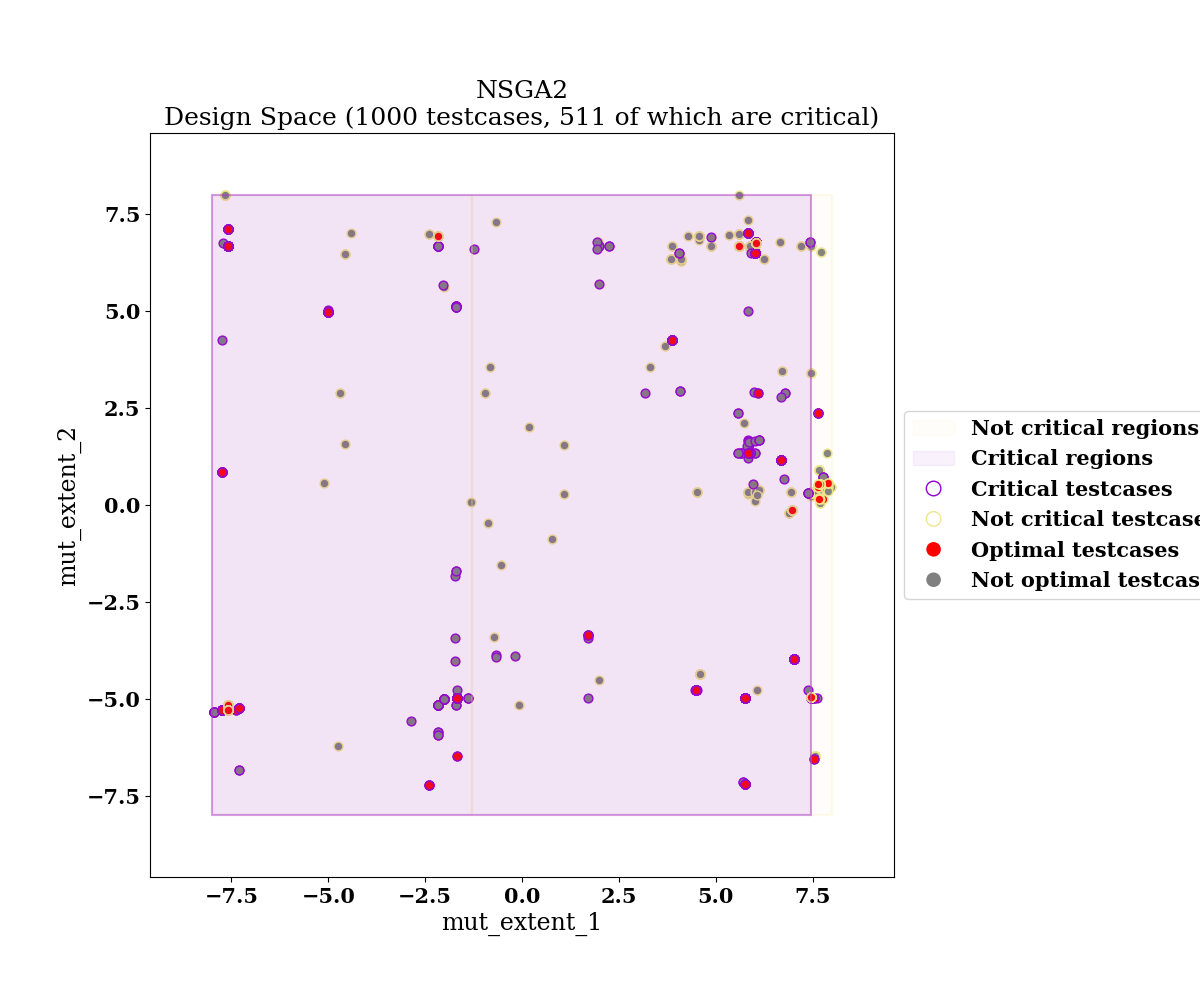 NSGA2
Design Space (1000 testcases, 511 of which are critical)
7.5
5.0
2.5
0.0
−2.5
−5.0
−7.5
mut_extent_2
−7.5 −5.0 −2.5 0.0 2.5 5.0 7.5
mut_extent_1
Not critical regions
Critical regions
Critical testcases
Not critical testcase
Optimal testcases
Not optimal testcas